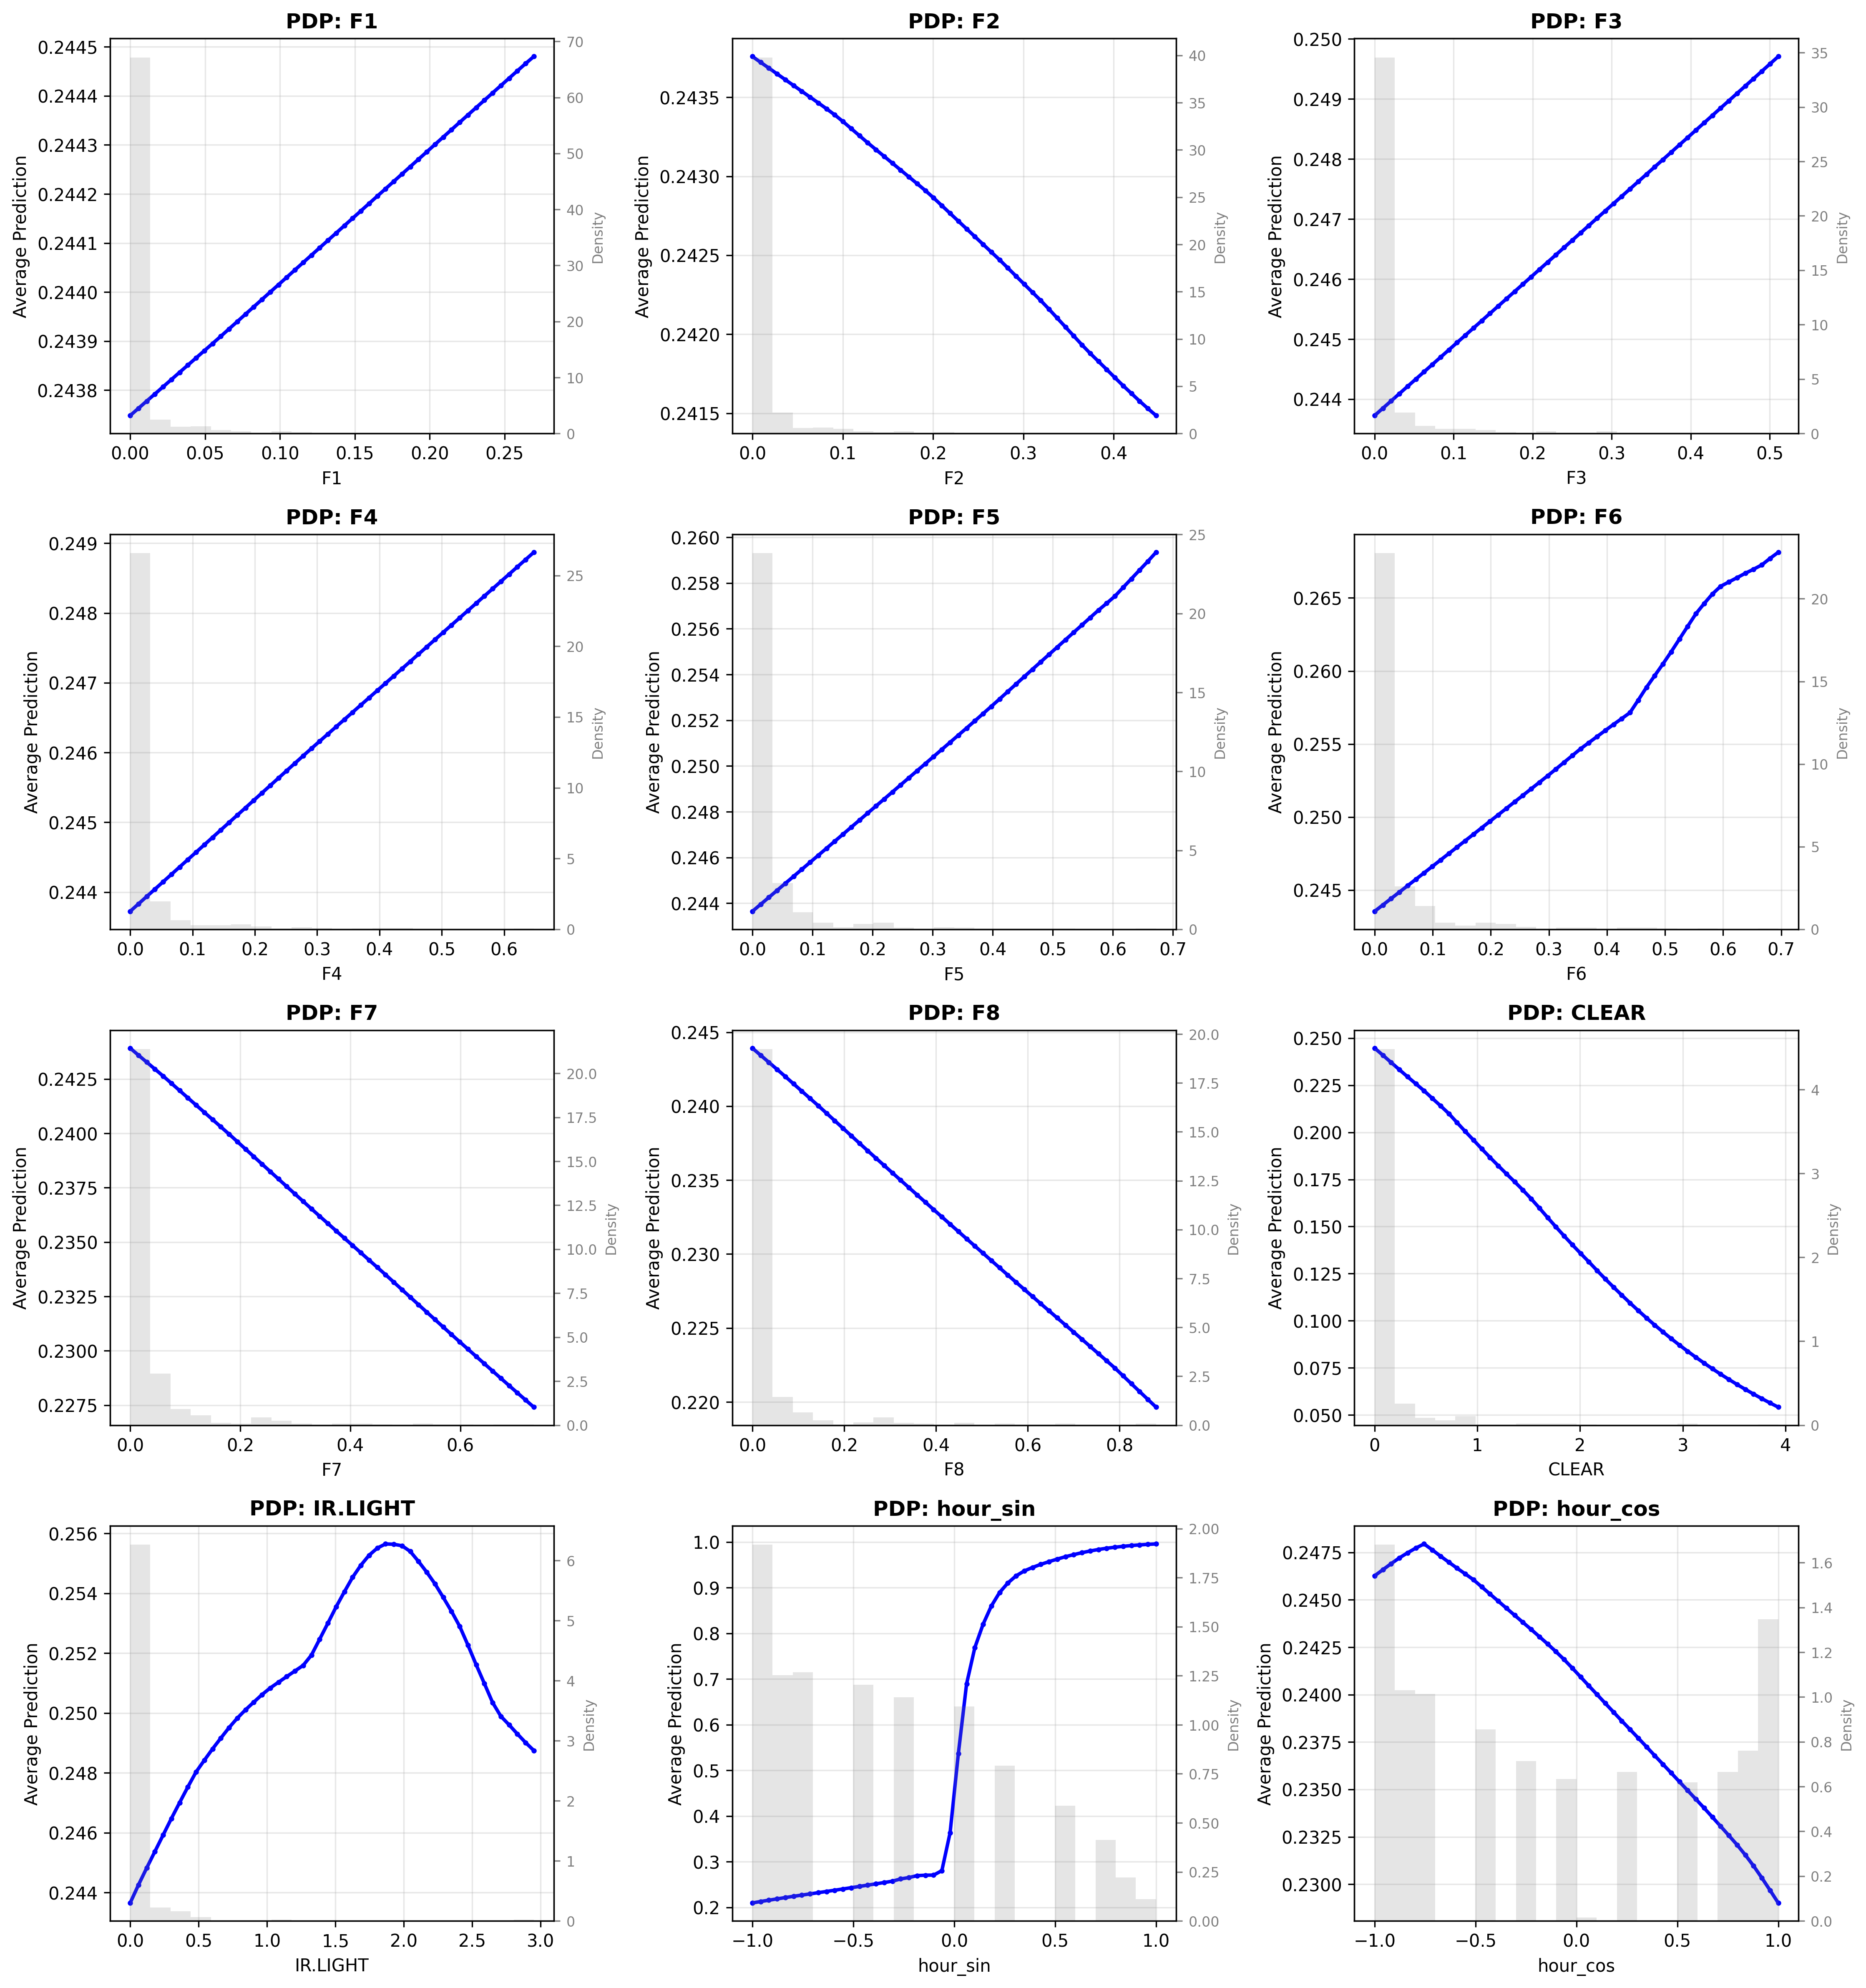 PDP: F1
Average Prediction
0.2445
0.2444
0.2443
0.2442
0.2441
0.2440
0.2439
0.2438
70
60
50
40
30
20
10
0
Density
0.00 0.05 0.10 0.15 0.20 0.25
F1
PDP: F2
Average Prediction
0.2435
0.2430
0.2425
0.2420
0.2415
40
35
30
25
20
15
10
5
0
Density
0.0 0.1 0.2 0.3 0.4
F2
PDP: F3
Average Prediction
0.250
0.249
0.248
0.247
0.246
0.245
0.244
35
30
25
20
15
10
5
0
Density
0.0 0.1 0.2 0.3 0.4 0.5
F3
PDP: F4
Average Prediction
0.249
0.248
0.247
0.246
0.245
0.244
25
20
15
10
5
0
Density
0.0 0.1 0.2 0.3 0.4 0.5 0.6
F4
PDP: F5
Average Prediction
0.260
0.258
0.256
0.254
0.252
0.250
0.248
0.246
0.244
25
20
15
10
5
0
Density
0.0 0.1 0.2 0.3 0.4 0.5 0.6 0.7
F5
PDP: F6
Average Prediction
0.265
0.260
0.255
0.250
0.245
20
15
10
5
0
Density
0.0 0.1 0.2 0.3 0.4 0.5 0.6 0.7
F6
PDP: F7
Average Prediction
0.2425
0.2400
0.2375
0.2350
0.2325
0.2300
0.2275
20.0
17.5
15.0
12.5
10.0
7.5
5.0
2.5
0.0
Density
0.0 0.2 0.4 0.6
F7
PDP: F8
Average Prediction
0.245
0.240
0.235
0.230
0.225
0.220
20.0
17.5
15.0
12.5
10.0
7.5
5.0
2.5
0.0
Density
0.0 0.2 0.4 0.6 0.8
F8
PDP: CLEAR
Average Prediction
0.250
0.225
0.200
0.175
0.150
0.125
0.100
0.075
0.050
4
3
2
1
0
Density
0 1 2 3 4
CLEAR
PDP: IR.LIGHT
Average Prediction
0.256
0.254
0.252
0.250
0.248
0.246
0.244
6
5
4
3
2
1
0
Density
0.0 0.5 1.0 1.5 2.0 2.5 3.0
IR.LIGHT
PDP: hour_sin
Average Prediction
1.0
0.9
0.8
0.7
0.6
0.5
0.4
0.3
0.2
2.00
1.75
1.50
1.25
1.00
0.75
0.50
0.25
0.00
Density
−1.0 −0.5 0.0 0.5 1.0
hour_sin
PDP: hour_cos
Average Prediction
0.2475
0.2450
0.2425
0.2400
0.2375
0.2350
0.2325
0.2300
1.6
1.4
1.2
1.0
0.8
0.6
0.4
0.2
0.0
Density
−1.0 −0.5 0.0 0.5 1.0
hour_cos